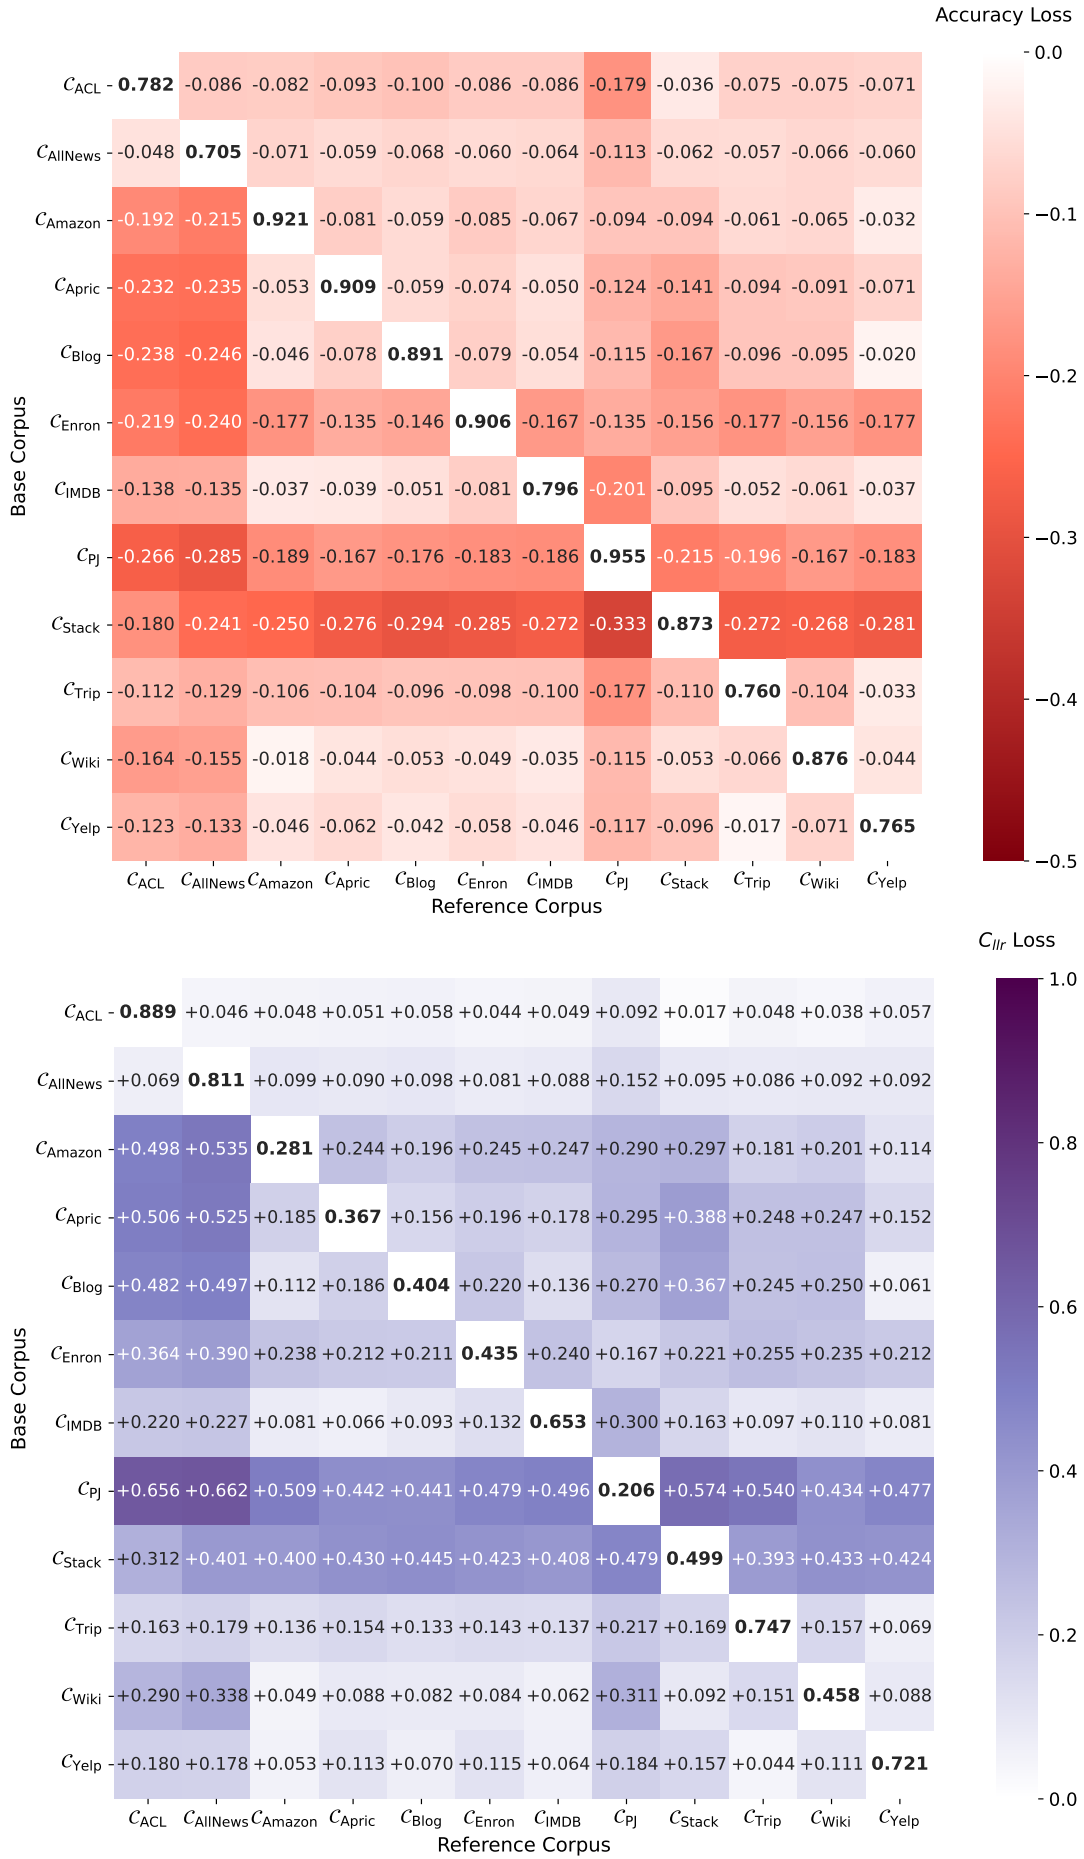 Accuracy Loss
C_ACL 0.782 -0.086 -0.082 -0.093 -0.100 -0.086 -0.086 -0.179 -0.036 -0.075 -0.075 -0.071
C_AllNews -0.048 0.705 -0.071 -0.059 -0.068 -0.060 -0.064 -0.113 -0.062 -0.057 -0.066 -0.060
C_Amazon -0.192 -0.215 0.921 -0.081 -0.059 -0.085 -0.067 -0.094 -0.094 -0.061 -0.065 -0.032
C_Apric -0.232 -0.235 -0.053 0.909 -0.059 -0.074 -0.050 -0.124 -0.141 -0.094 -0.091 -0.071
C_Blog -0.238 -0.246 -0.046 -0.078 0.891 -0.079 -0.054 -0.115 -0.167 -0.096 -0.095 -0.020
C_Enron -0.219 -0.240 -0.177 -0.135 -0.146 0.906 -0.167 -0.135 -0.156 -0.177 -0.156 -0.177
C_IMDB -0.138 -0.135 -0.037 -0.039 -0.051 -0.081 0.796 -0.201 -0.095 -0.052 -0.061 -0.037
C_PJ -0.266 -0.285 -0.189 -0.167 -0.176 -0.183 -0.186 0.955 -0.215 -0.196 -0.167 -0.183
C_Stack -0.180 -0.241 -0.250 -0.276 -0.294 -0.285 -0.272 -0.333 0.873 -0.272 -0.268 -0.281
C_Trip -0.112 -0.129 -0.106 -0.104 -0.096 -0.098 -0.100 -0.177 -0.110 0.760 -0.104 -0.033
C_Wiki -0.164 -0.155 -0.018 -0.044 -0.053 -0.049 -0.035 -0.115 -0.053 -0.066 0.876 -0.044
C_Yelp -0.123 -0.133 -0.046 -0.062 -0.042 -0.058 -0.046 -0.117 -0.096 -0.017 -0.071 0.765
C_ACL C_AllNews C_Amazon C_Apric C_Blog C_Enron C_IMDB C_PJ C_Stack C_Trip C_Wiki C_Yelp
Reference Corpus
Base Corpus
0.0
−0.1
−0.2
−0.3
−0.4
−0.5
C_llr Loss
C_ACL 0.889 +0.046 +0.048 +0.051 +0.058 +0.044 +0.049 +0.092 +0.017 +0.048 +0.038 +0.057
C_AllNews +0.069 0.811 +0.099 +0.090 +0.098 +0.081 +0.088 +0.152 +0.095 +0.086 +0.092 +0.092
C_Amazon +0.498 +0.535 0.281 +0.244 +0.196 +0.245 +0.247 +0.290 +0.297 +0.181 +0.201 +0.114
C_Apric +0.506 +0.525 +0.185 0.367 +0.156 +0.196 +0.178 +0.295 +0.388 +0.248 +0.247 +0.152
C_Blog +0.482 +0.497 +0.112 +0.186 0.404 +0.220 +0.136 +0.270 +0.367 +0.245 +0.250 +0.061
C_Enron +0.364 +0.390 +0.238 +0.212 +0.211 0.435 +0.240 +0.167 +0.221 +0.255 +0.235 +0.212
C_IMDB +0.220 +0.227 +0.081 +0.066 +0.093 +0.132 0.653 +0.300 +0.163 +0.097 +0.110 +0.081
C_PJ +0.656 +0.662 +0.509 +0.442 +0.441 +0.479 +0.496 0.206 +0.574 +0.540 +0.434 +0.477
C_Stack +0.312 +0.401 +0.400 +0.430 +0.445 +0.423 +0.408 +0.479 0.499 +0.393 +0.433 +0.424
C_Trip +0.163 +0.179 +0.136 +0.154 +0.133 +0.143 +0.137 +0.217 +0.169 0.747 +0.157 +0.069
C_Wiki +0.290 +0.338 +0.049 +0.088 +0.082 +0.084 +0.062 +0.311 +0.092 +0.151 0.458 +0.088
C_Yelp +0.180 +0.178 +0.053 +0.113 +0.070 +0.115 +0.064 +0.184 +0.157 +0.044 +0.111 0.721
C_ACL C_AllNews C_Amazon C_Apric C_Blog C_Enron C_IMDB C_PJ C_Stack C_Trip C_Wiki C_Yelp
Reference Corpus
Base Corpus
1.0
0.8
0.6
0.4
0.2
0.0